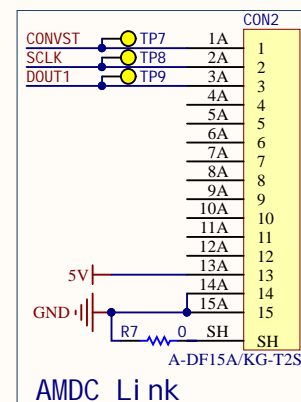 CON2
CONVST TP7 1A 1
SCLK TP8 2A 2
DOUT1 TP9 3A 3
4A 4
5A 5
6A 6
7A 7
8A 8
9A 9
10A 10
11A 11
12A 12
5V 13A 13
14A 14
GND 15A 15
R7 0 SH SH
A-DF15A/KG-T2S
AMDC Link